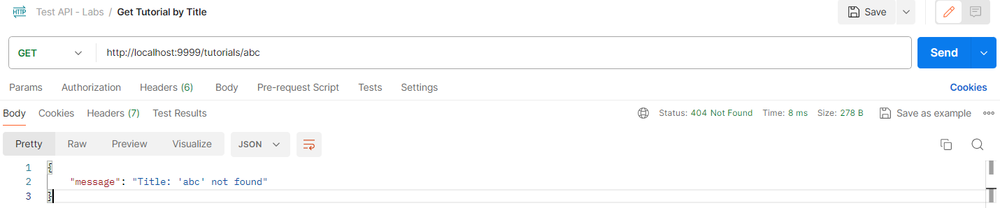 HTTP Test API - Labs / Get Tutorial by Title Save
GET http://localhost:9999/tutorials/abc Send
Params Authorization Headers (6) Body Pre-request Script Tests Settings Cookies
Body Cookies Headers (7) Test Results Status: 404 Not Found Time: 8 ms Size: 278 B Save as example
Pretty Raw Preview Visualize JSON
1 {
2 "message": "Title: 'abc' not found"
3 }